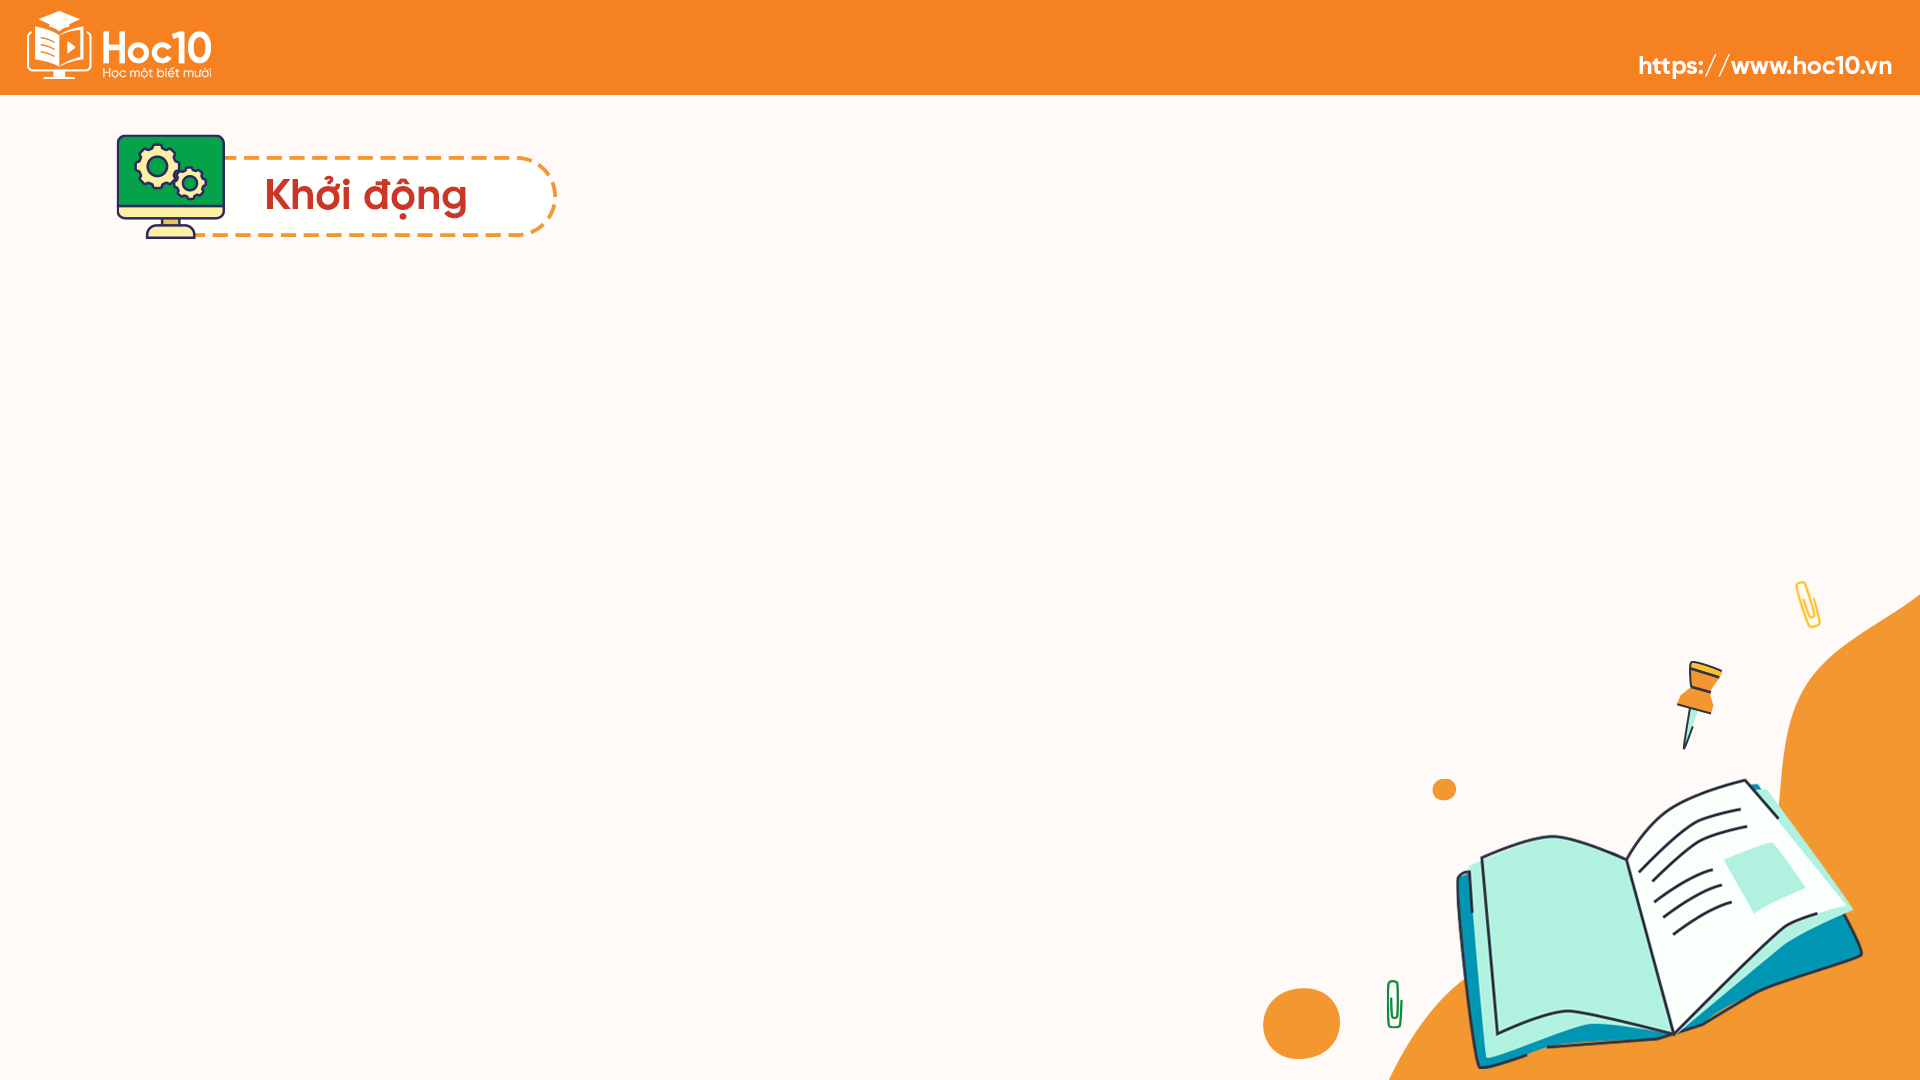 Hoc10
Học một biết mười
https://www.hoc10.vn
Khởi động